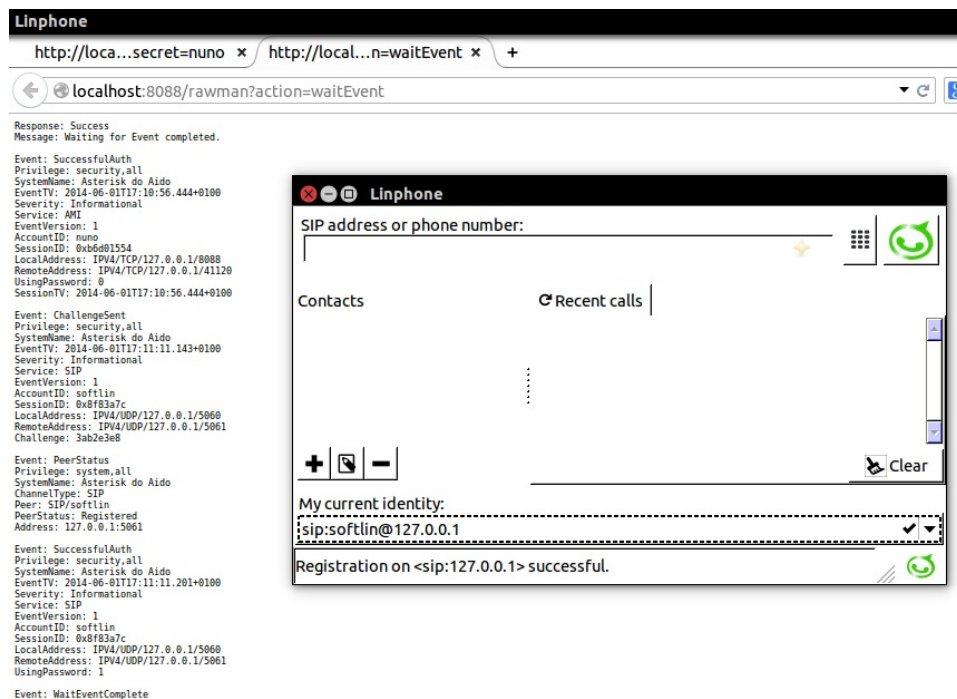 Linphone
http://loca...secret=nuno × http://local...n=waitEvent × +
localhost:8088/rawman?action=waitEvent
Response: Success
Message: Waiting for Event completed.
Event: SuccessfulAuth
Privilege: security,all
SystemName: Asterisk do Aido
EventTV: 2014-06-01T17:10:56.444+0100
Severity: Informational
Service: AMI
EventVersion: 1
AccountID: nuno
SessionID: 0xb6d01554
LocalAddress: IPV4/TCP/127.0.0.1/8088
RemoteAddress: IPV4/TCP/127.0.0.1/41120
UsingPassword: 0
SessionTV: 2014-06-01T17:10:56.444+0100
Event: ChallengeSent
Privilege: security,all
SystemName: Asterisk do Aido
EventTV: 2014-06-01T17:11:11.143+0100
Severity: Informational
Service: SIP
EventVersion: 1
AccountID: softlin
SessionID: 0x8f83a7c
LocalAddress: IPV4/UDP/127.0.0.1/5060
RemoteAddress: IPV4/UDP/127.0.0.1/5061
Challenge: 3ab2e3e8
Event: PeerStatus
Privilege: system,all
SystemName: Asterisk do Aido
ChannelType: SIP
Peer: SIP/softlin
PeerStatus: Registered
Address: 127.0.0.1:5061
Event: SuccessfulAuth
Privilege: security,all
SystemName: Asterisk do Aido
EventTV: 2014-06-01T17:11:11.201+0100
Severity: Informational
Service: SIP
EventVersion: 1
AccountID: softlin
SessionID: 0x8f83a7c
LocalAddress: IPV4/UDP/127.0.0.1/5060
RemoteAddress: IPV4/UDP/127.0.0.1/5061
UsingPassword: 1
Event: WaitEventComplete
Linphone
SIP address or phone number:
Contacts
Recent calls
Clear
My current identity:
sip:softlin@127.0.0.1
Registration on <sip:127.0.0.1> successful.